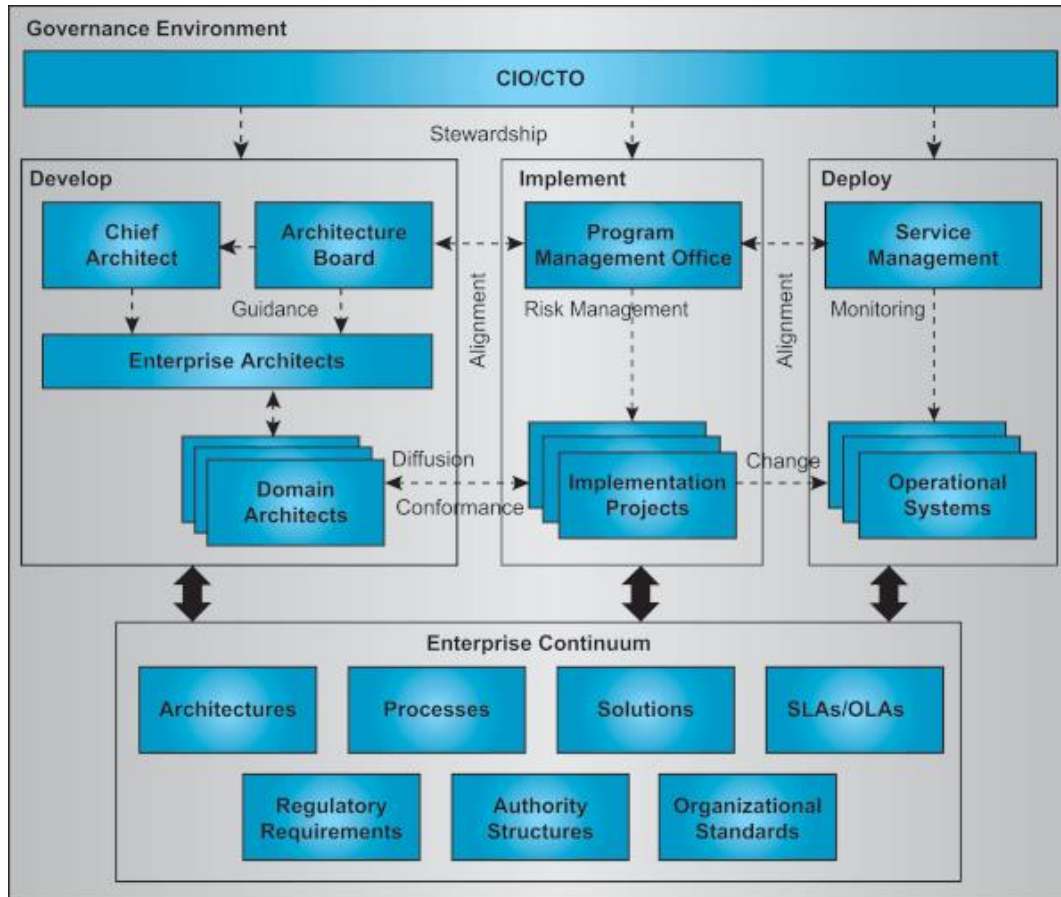 Governance Environment
CIO/CTO
Stewardship
Develop
Implement
Deploy
Chief
Architect
Architecture
Board
Program
Management Office
Service
Management
Guidance
Alignment
Risk Management
Alignment
Monitoring
Enterprise Architects
Domain
Architects
Diffusion
Conformance
Implementation
Projects
Change
Operational
Systems
Enterprise Continuum
Architectures
Processes
Solutions
SLAs/OLAs
Regulatory
Requirements
Authority
Structures
Organizational
Standards